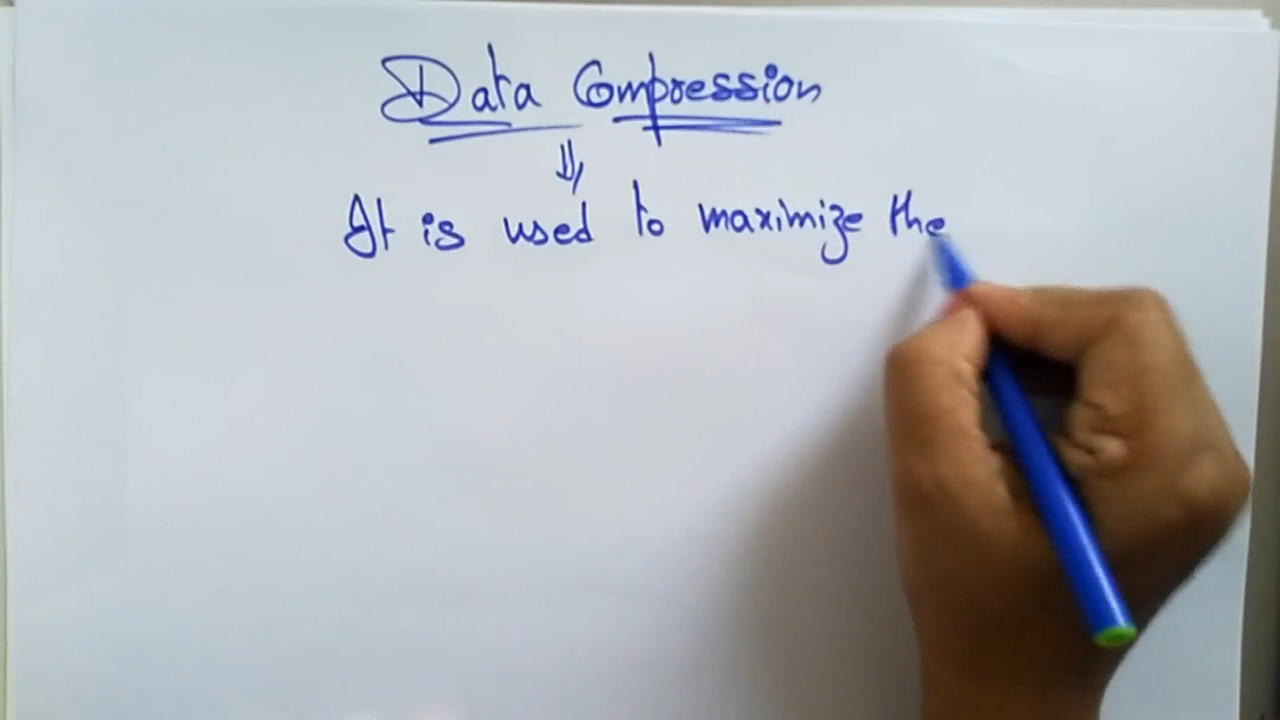 Data Compression
It is used to maximize the